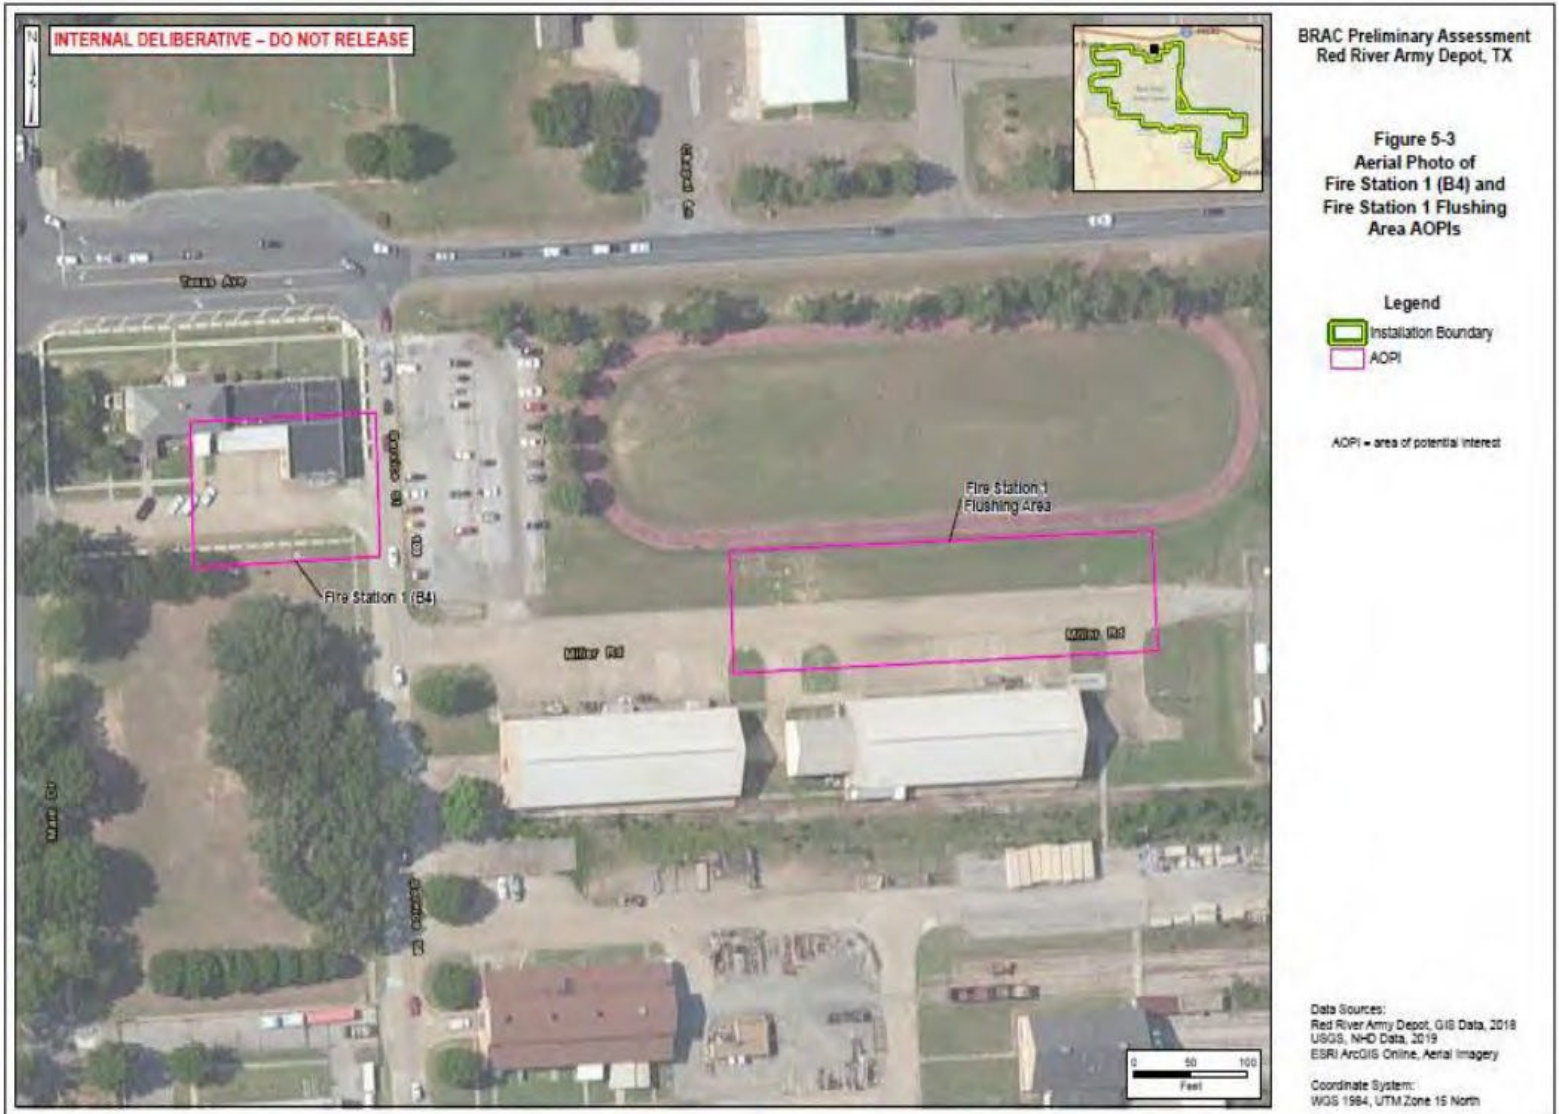 N
INTERNAL DELIBERATIVE – DO NOT RELEASE
BRAC Preliminary Assessment
Red River Army Depot, TX
Figure 5-3
Aerial Photo of
Fire Station 1 (B4) and
Fire Station 1 Flushing
Area AOPIs
Legend
Installation Boundary
AOPI
AOPI = area of potential interest
Texas Ave
Fire Station 1
Flushing Area
Fire Station 1 (B4)
Miller Rd
Miller Rd
Main Dr
0 50 100
Feet
Data Sources:
Red River Army Depot, GIS Data, 2018
USGS, NHD Data, 2019
ESRI ArcGIS Online, Aerial Imagery
Coordinate System:
WGS 1984, UTM Zone 15 North